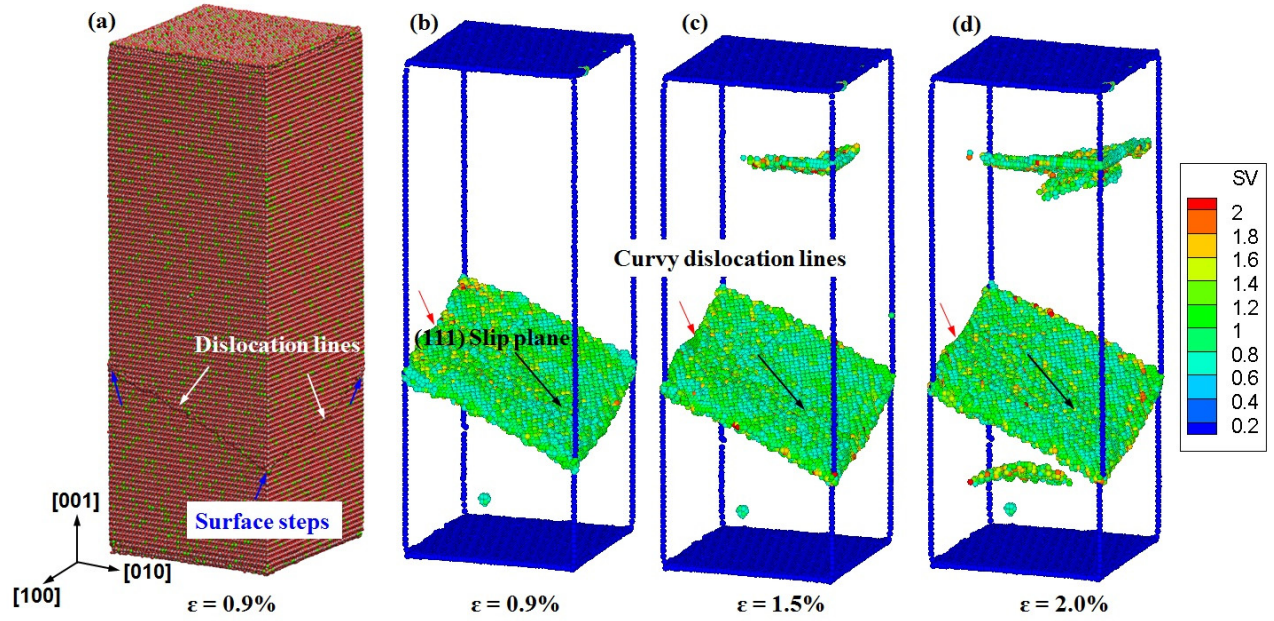 (a)
(b)
(c)
(d)
SV
2
1.8
1.6
1.4
1.2
1
0.8
0.6
0.4
0.2
Curvy dislocation lines
Dislocation lines
(111) Slip plane
Surface steps
[001]
[010]
[100]
ε = 0.9%
ε = 0.9%
ε = 1.5%
ε = 2.0%